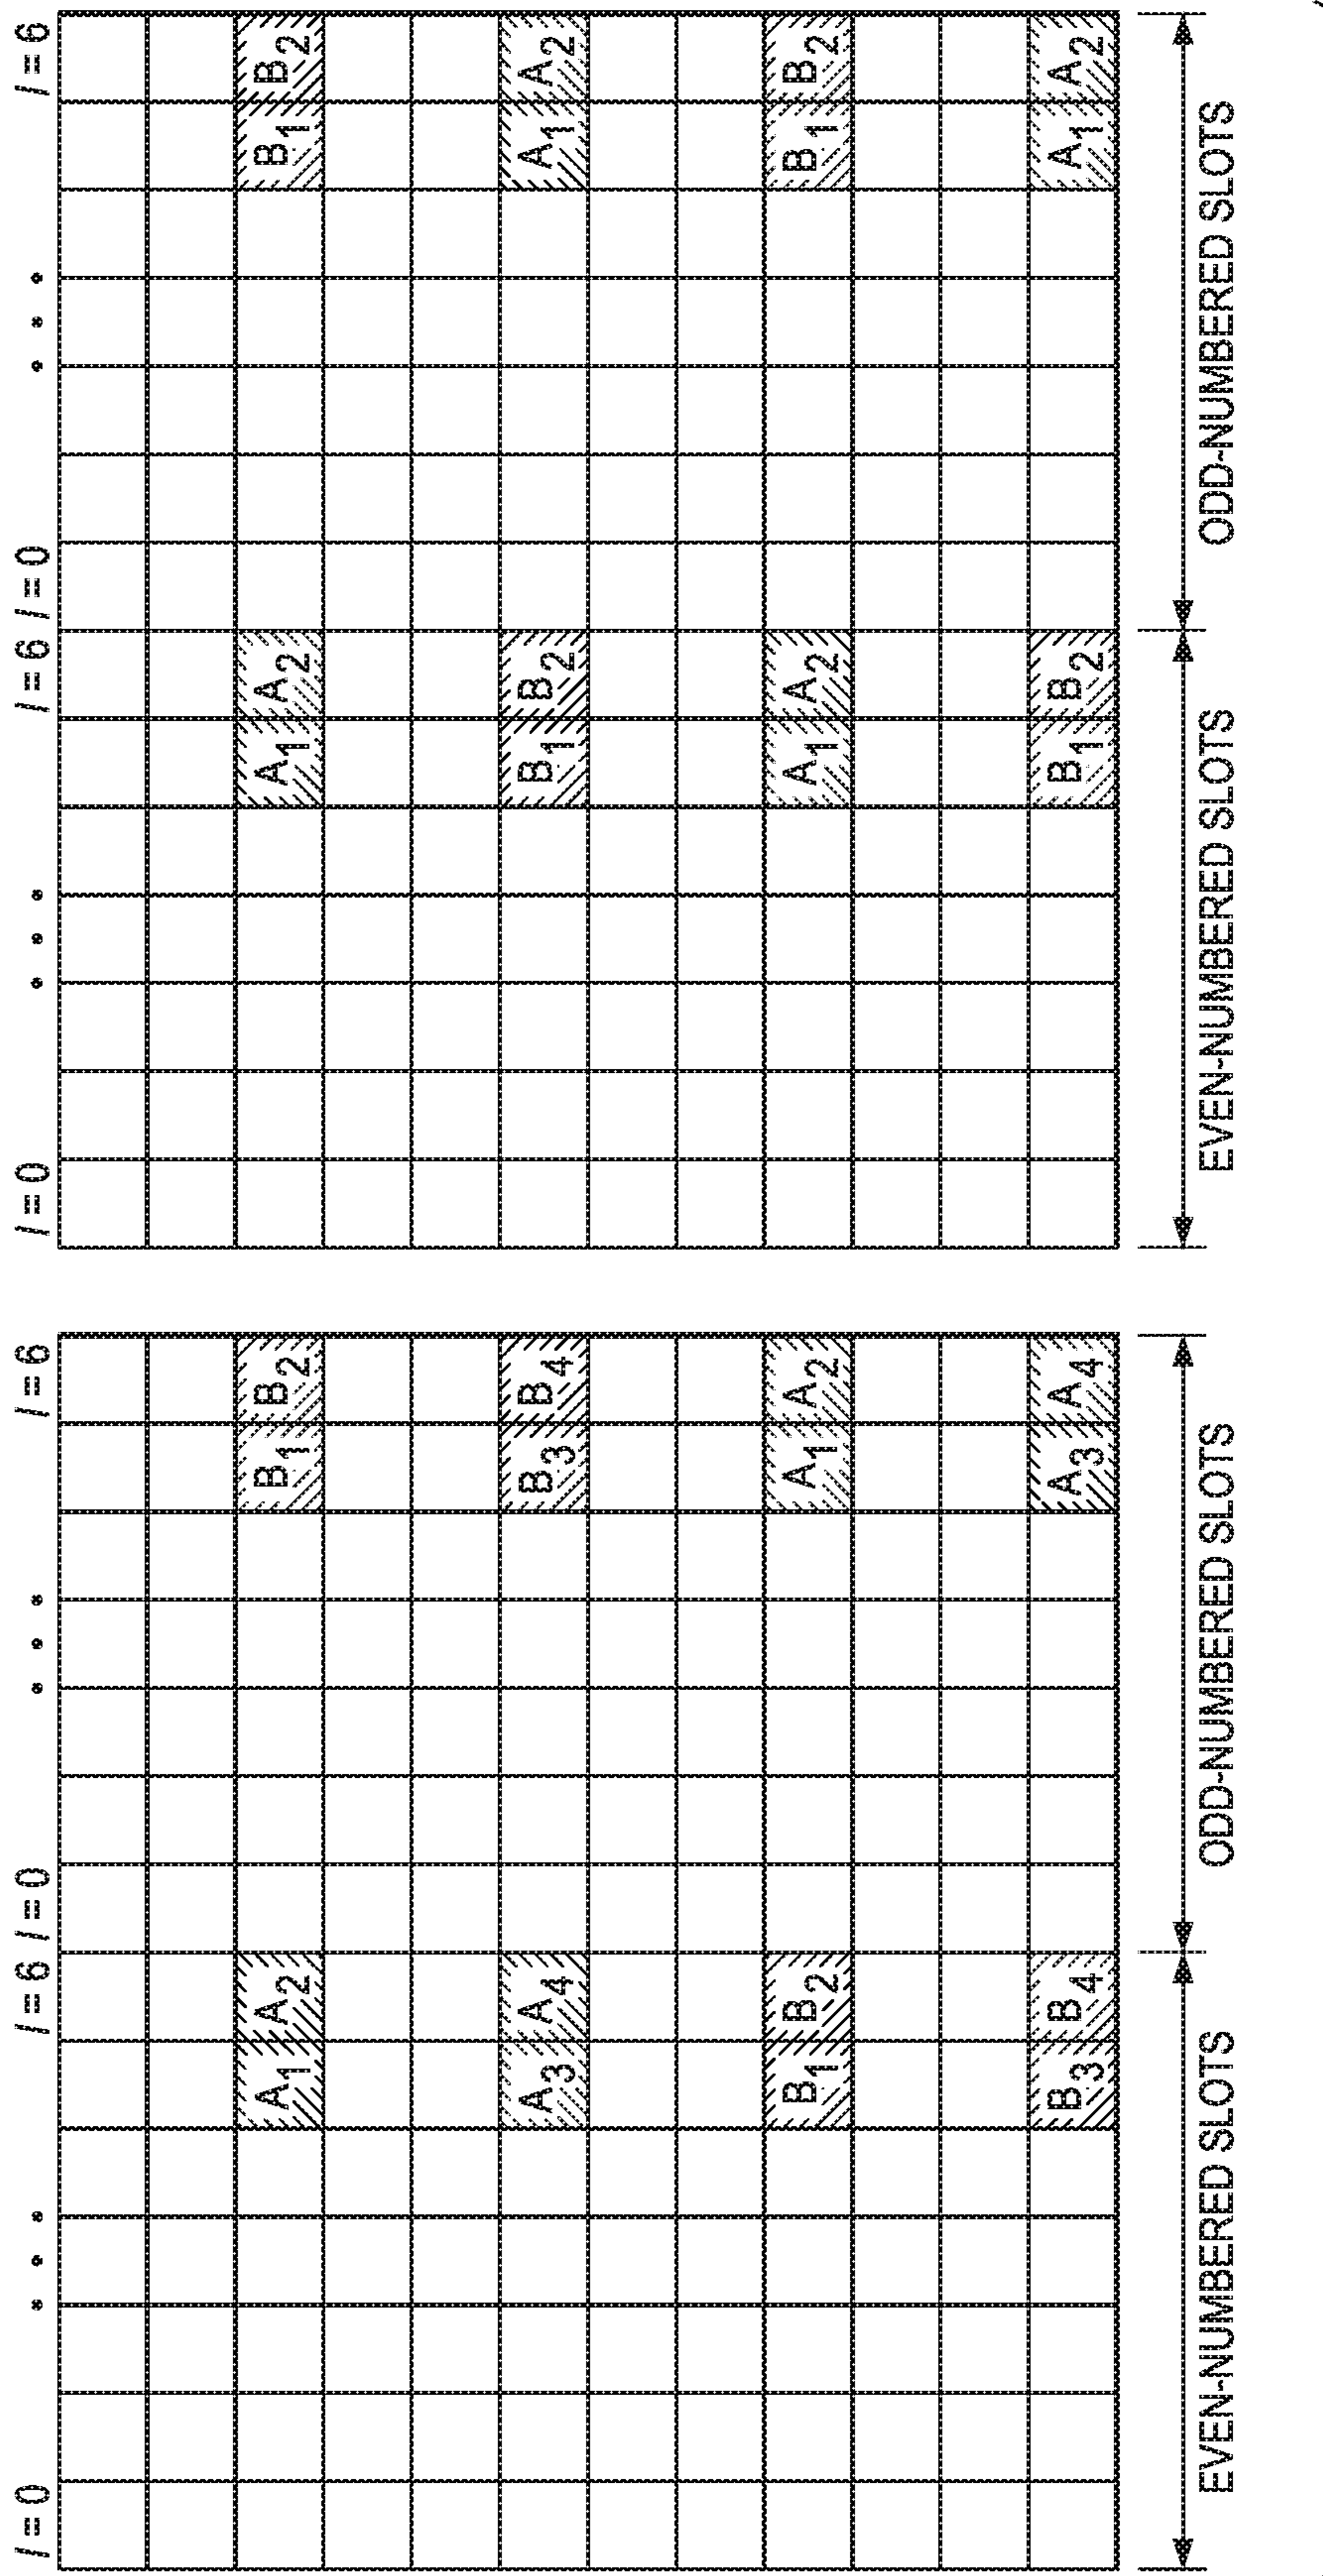 l = 0 • • • l = 6 l = 0 • • • l = 6 l = 0 • • • l = 6 l = 0 • • • l = 6
A1 A2 B1 B2 A1 A2 B1 B2
A3 A4 B3 B4 B1 B2 A1 A2
B1 B2 A1 A2 A1 A2 B1 B2
B3 B4 A3 A4 B1 B2 A1 A2
EVEN-NUMBERED SLOTS ODD-NUMBERED SLOTS EVEN-NUMBERED SLOTS ODD-NUMBERED SLOTS